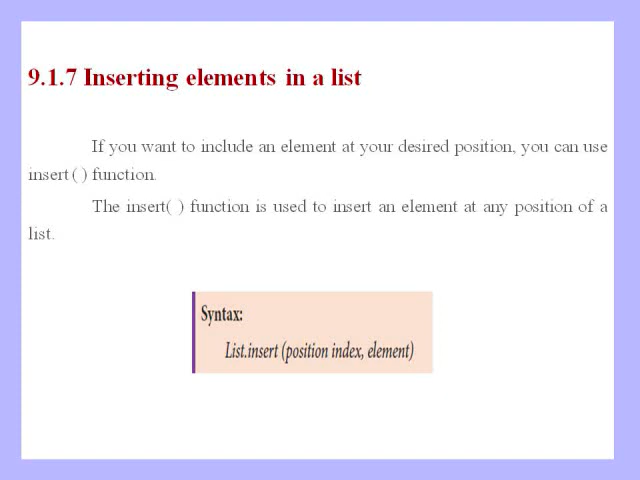 9.1.7 Inserting elements in a list
If you want to include an element at your desired position, you can use
insert ( ) function.
The insert( ) function is used to insert an element at any position of a
list.
Syntax:
List.insert (position index, element)